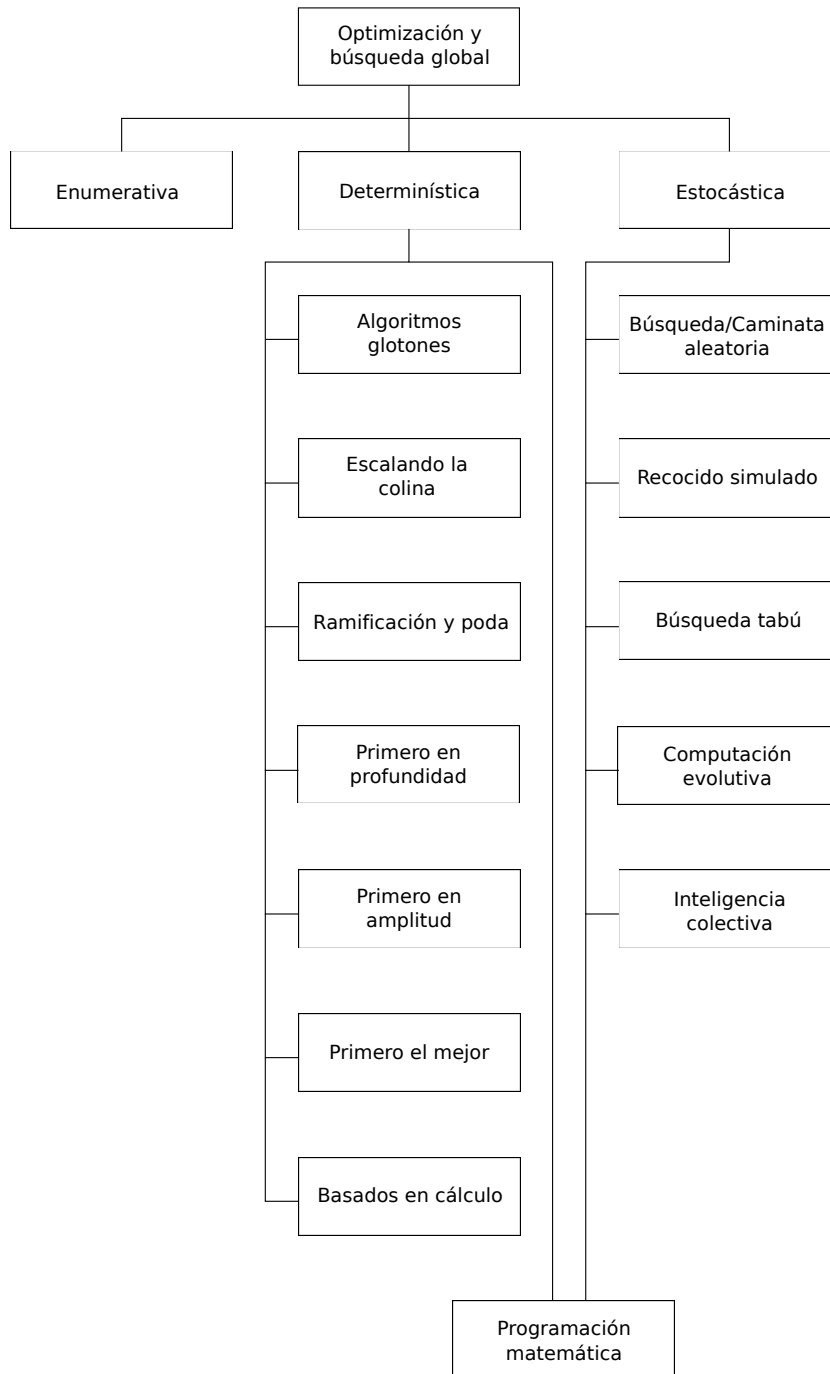 Optimización y
búsqueda global
Enumerativa
Determinística
Estocástica
Algoritmos
glotones
Escalando la
colina
Ramificación y poda
Primero en
profundidad
Primero en
amplitud
Primero el mejor
Basados en cálculo
Búsqueda/Caminata
aleatoria
Recocido simulado
Búsqueda tabú
Computación
evolutiva
Inteligencia
colectiva
Programación
matemática